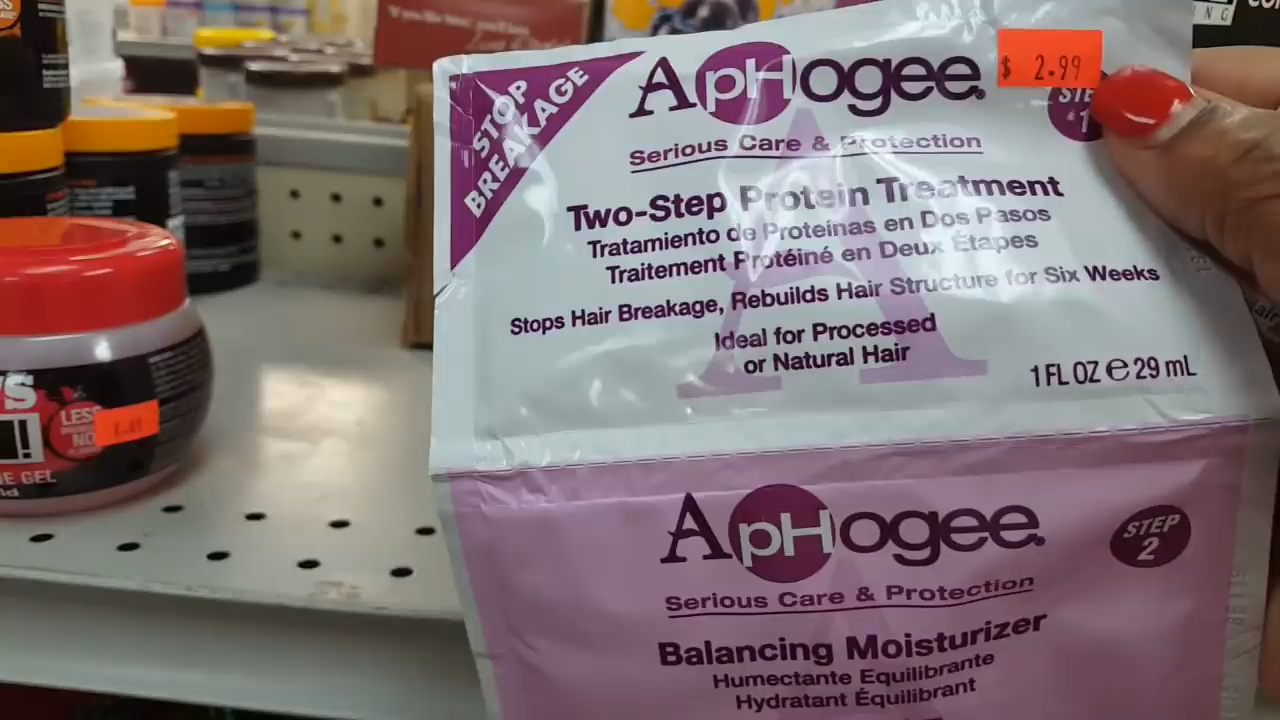 STOP
BREAKAGE
ApHogee®
$ 2.99
STE
1
Serious Care & Protection
Two-Step Protein Treatment
Tratamiento de Proteínas en Dos Pasos
Traitement Protéiné en Deux Étapes
Stops Hair Breakage, Rebuilds Hair Structure for Six Weeks
Ideal for Processed
or Natural Hair
1 FL OZ e 29 mL
ApHogee®
STEP
2
Serious Care & Protection
Balancing Moisturizer
Humectante Equilibrante
Hydratant Équilibrant
'S
!
LESS
NO
E GEL